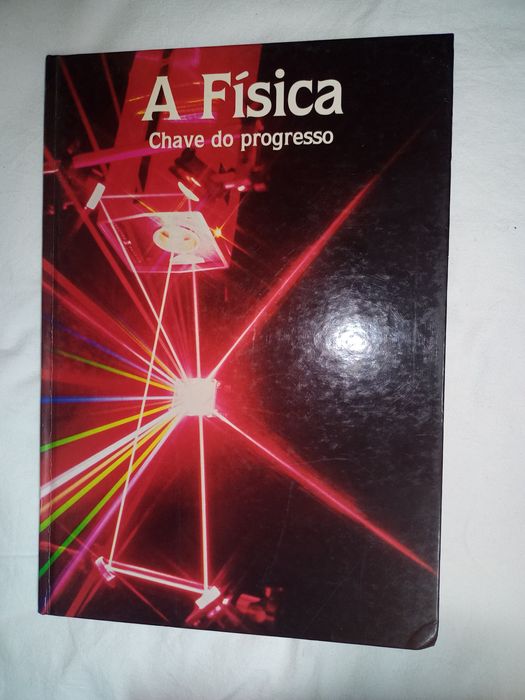 A Física
Chave do progresso